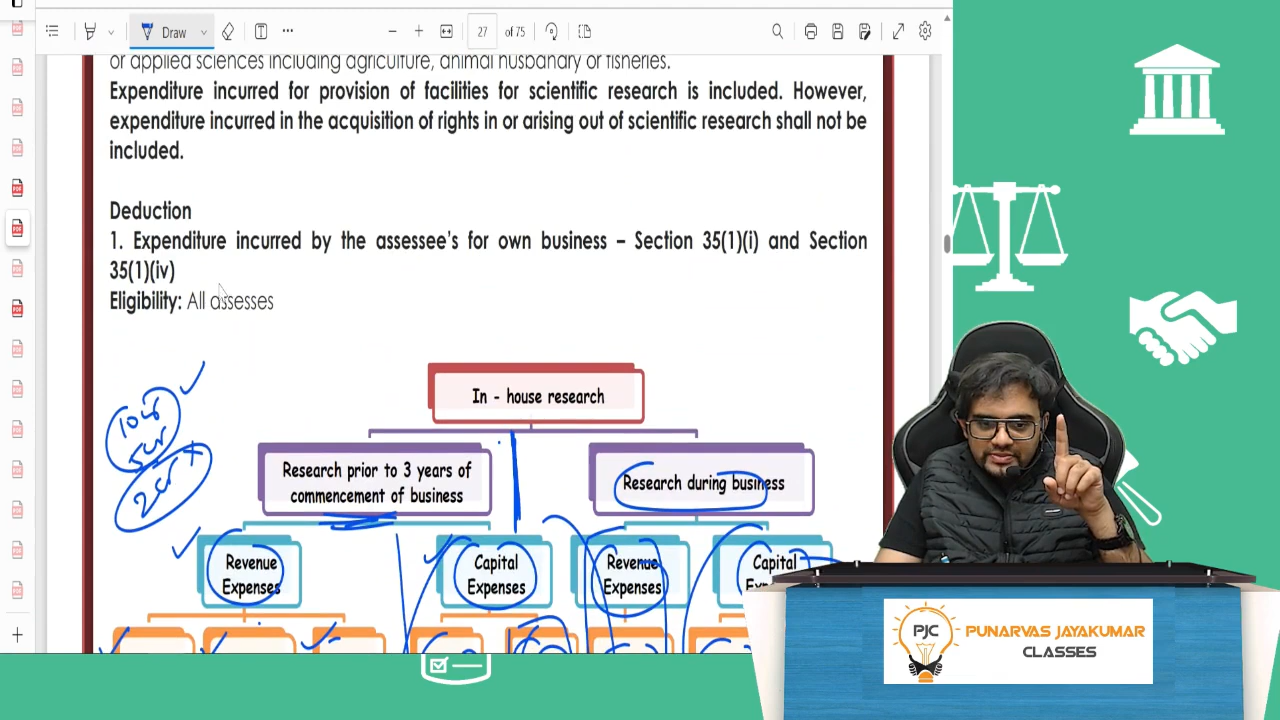 Draw
27 of 75
or applied sciences including agriculture, animal husbandry or fisheries.
Expenditure incurred for provision of facilities for scientific research is included. However,
expenditure incurred in the acquisition of rights in or arising out of scientific research shall not be
included.
Deduction
1. Expenditure incurred by the assessee's for own business – Section 35(1)(i) and Section
35(1)(iv)
Eligibility: All assesses
In - house research
Research prior to 3 years of
commencement of business
Research during business
Revenue
Expenses
Capital
Expenses
Revenue
Expenses
Capital
PJC
PUNARVAS JAYAKUMAR
CLASSES